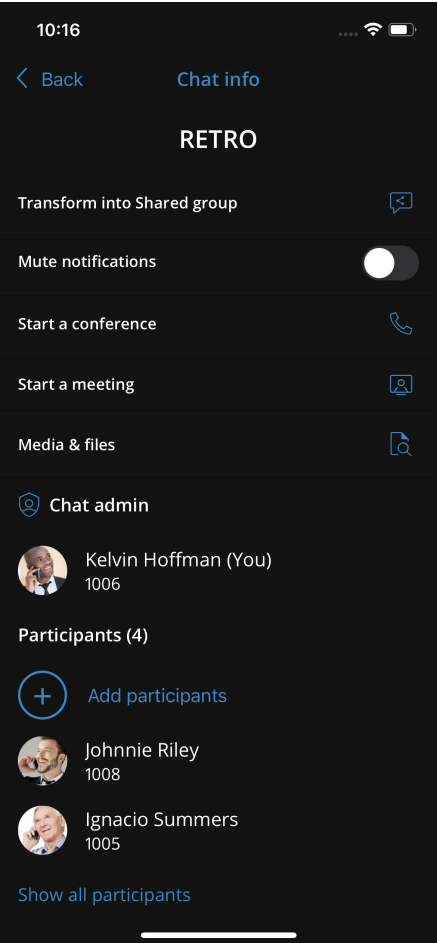 10:16
Back
Chat info
RETRO
Transform into Shared group
Mute notifications
Start a conference
Start a meeting
Media & files
Chat admin
Kelvin Hoffman (You)
1006
Participants (4)
Add participants
Johnnie Riley
1008
Ignacio Summers
1005
Show all participants